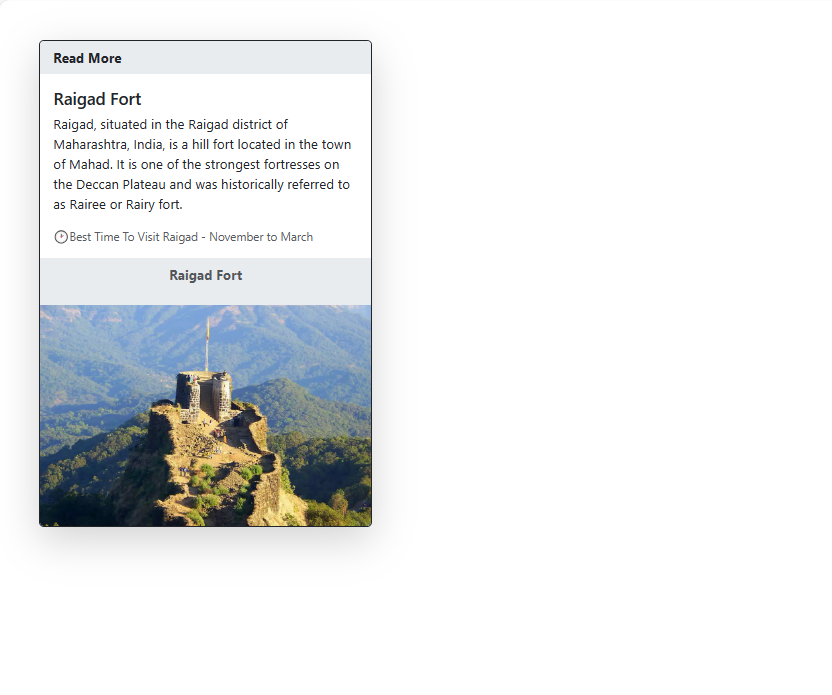 Read More
Raigad Fort
Raigad, situated in the Raigad district of
Maharashtra, India, is a hill fort located in the town
of Mahad. It is one of the strongest fortresses on
the Deccan Plateau and was historically referred to
as Rairee or Rairy fort.
Best Time To Visit Raigad - November to March
Raigad Fort